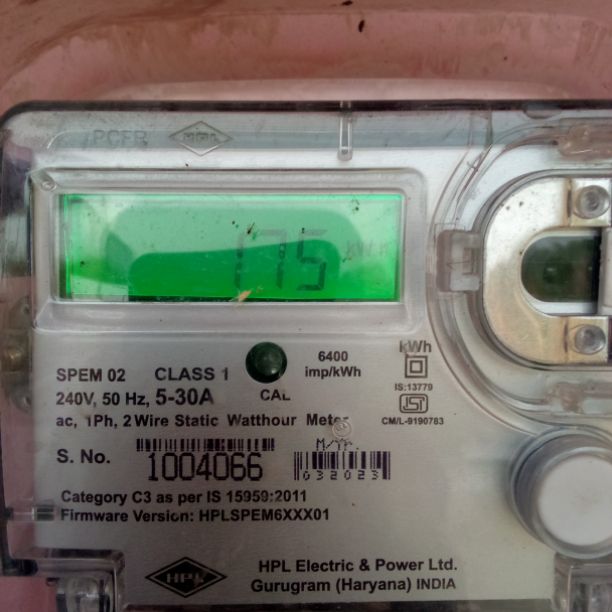 PCER HPL
175 kWh
SPEM 02 CLASS 1
240V, 50 Hz, 5-30A
ac, 1Ph, 2 Wire Static Watthour Meter
CAL
6400
imp/kWh
kWh
IS:13779
ISI
CM/L-9190783
S. No. 1004066
M/Yr.
032023
Category C3 as per IS 15959:2011
Firmware Version: HPLSPEM6XXX01
HPL
HPL Electric & Power Ltd.
Gurugram (Haryana) INDIA